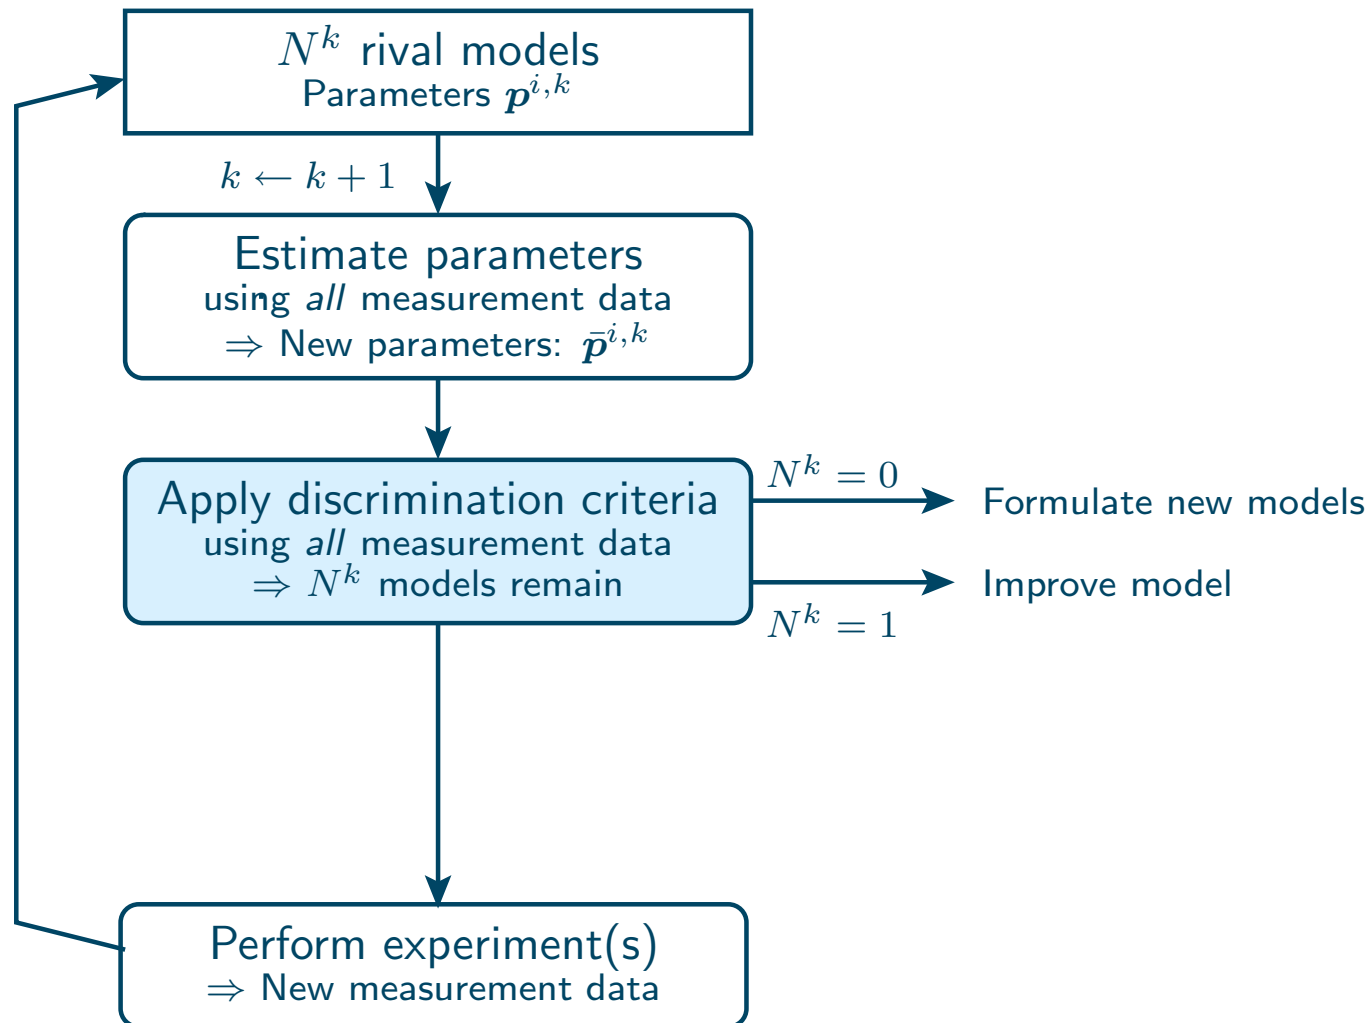 N^k rival models
Parameters p^{i,k}
k ← k + 1
Estimate parameters
using all measurement data
⇒ New parameters: p̄^{i,k}
Apply discrimination criteria
using all measurement data
⇒ N^k models remain
N^k = 0
Formulate new models
Improve model
N^k = 1
Perform experiment(s)
⇒ New measurement data